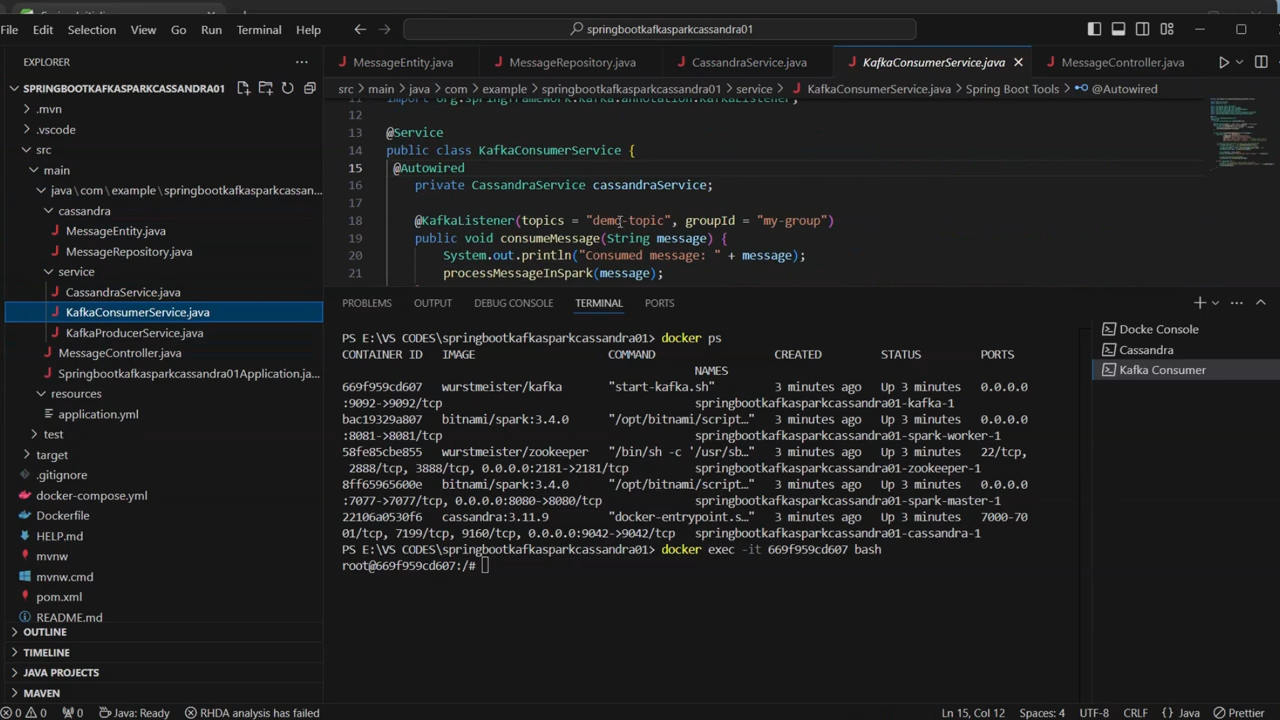 File Edit Selection View Go Run Terminal Help
springbootkafkasparkcassandra01
EXPLORER
MessageEntity.java MessageRepository.java CassandraService.java KafkaConsumerService.java MessageController.java
src > main > java > com > example > springbootkafkasparkcassandra01 > service > KafkaConsumerService.java > Spring Boot Tools > @Autowired
SPRINGBOOTKAFKASPARKCASSANDRA01
.mvn
.vscode
src
main
java\com\example\springbootkafkasparkcassan...
cassandra
MessageEntity.java
MessageRepository.java
service
CassandraService.java
KafkaConsumerService.java
KafkaProducerService.java
MessageController.java
Springbootkafkasparkcassandra01Application.ja...
resources
application.yml
test
target
.gitignore
docker-compose.yml
Dockerfile
HELP.md
mvnw
mvnw.cmd
pom.xml
README.md
OUTLINE
TIMELINE
JAVA PROJECTS
MAVEN
11 import org.springframework.kafka.annotation.KafkaListener;
12
13 @Service
14 public class KafkaConsumerService {
15 @Autowired
16 private CassandraService cassandraService;
17
18 @KafkaListener(topics = "demo-topic", groupId = "my-group")
19 public void consumeMessage(String message) {
20 System.out.println("Consumed message: " + message);
21 processMessageInSpark(message);
PROBLEMS OUTPUT DEBUG CONSOLE TERMINAL PORTS
PS E:\VS CODES\springbootkafkasparkcassandra01> docker ps
CONTAINER ID IMAGE COMMAND CREATED STATUS PORTS
NAMES
669f959cd607 wurstmeister/kafka "start-kafka.sh" 3 minutes ago Up 3 minutes 0.0.0.0
:9092->9092/tcp springbootkafkasparkcassandra01-kafka-1
bac19329a807 bitnami/spark:3.4.0 "/opt/bitnami/script…" 3 minutes ago Up 3 minutes 0.0.0.0
:8081->8081/tcp springbootkafkasparkcassandra01-spark-worker-1
58fe85cbe855 wurstmeister/zookeeper "/bin/sh -c '/usr/sb…" 3 minutes ago Up 3 minutes 22/tcp,
2888/tcp, 3888/tcp, 0.0.0.0:2181->2181/tcp springbootkafkasparkcassandra01-zookeeper-1
8ff65965600e bitnami/spark:3.4.0 "/opt/bitnami/script…" 3 minutes ago Up 3 minutes 0.0.0.0
:7077->7077/tcp, 0.0.0.0:8080->8080/tcp springbootkafkasparkcassandra01-spark-master-1
22106a0530f6 cassandra:3.11.9 "docker-entrypoint.s…" 3 minutes ago Up 3 minutes 7000-70
01/tcp, 7199/tcp, 9160/tcp, 0.0.0.0:9042->9042/tcp springbootkafkasparkcassandra01-cassandra-1
PS E:\VS CODES\springbootkafkasparkcassandra01> docker exec -it 669f959cd607 bash
root@669f959cd607:/#
Docke Console
Cassandra
Kafka Consumer
0 0 0 Java: Ready RHDA analysis has failed Ln 15, Col 12 Spaces: 4 UTF-8 CRLF {} Java Prettier